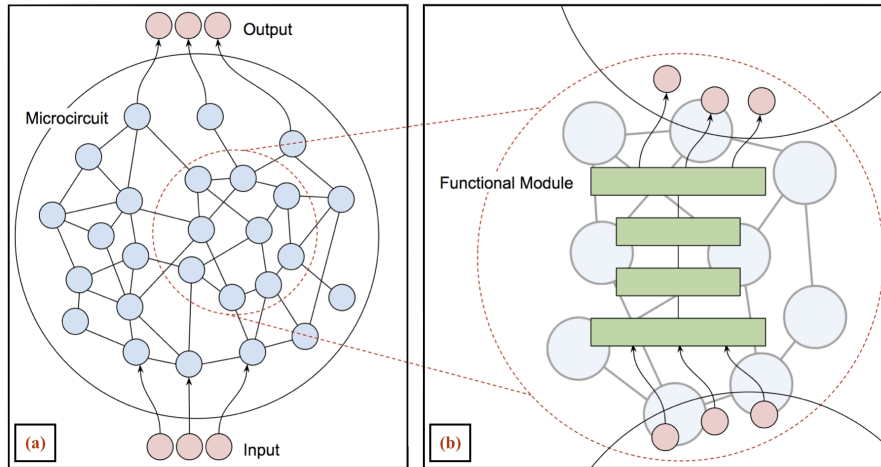 Output
Microcircuit
Input
(a)
Functional Module
(b)